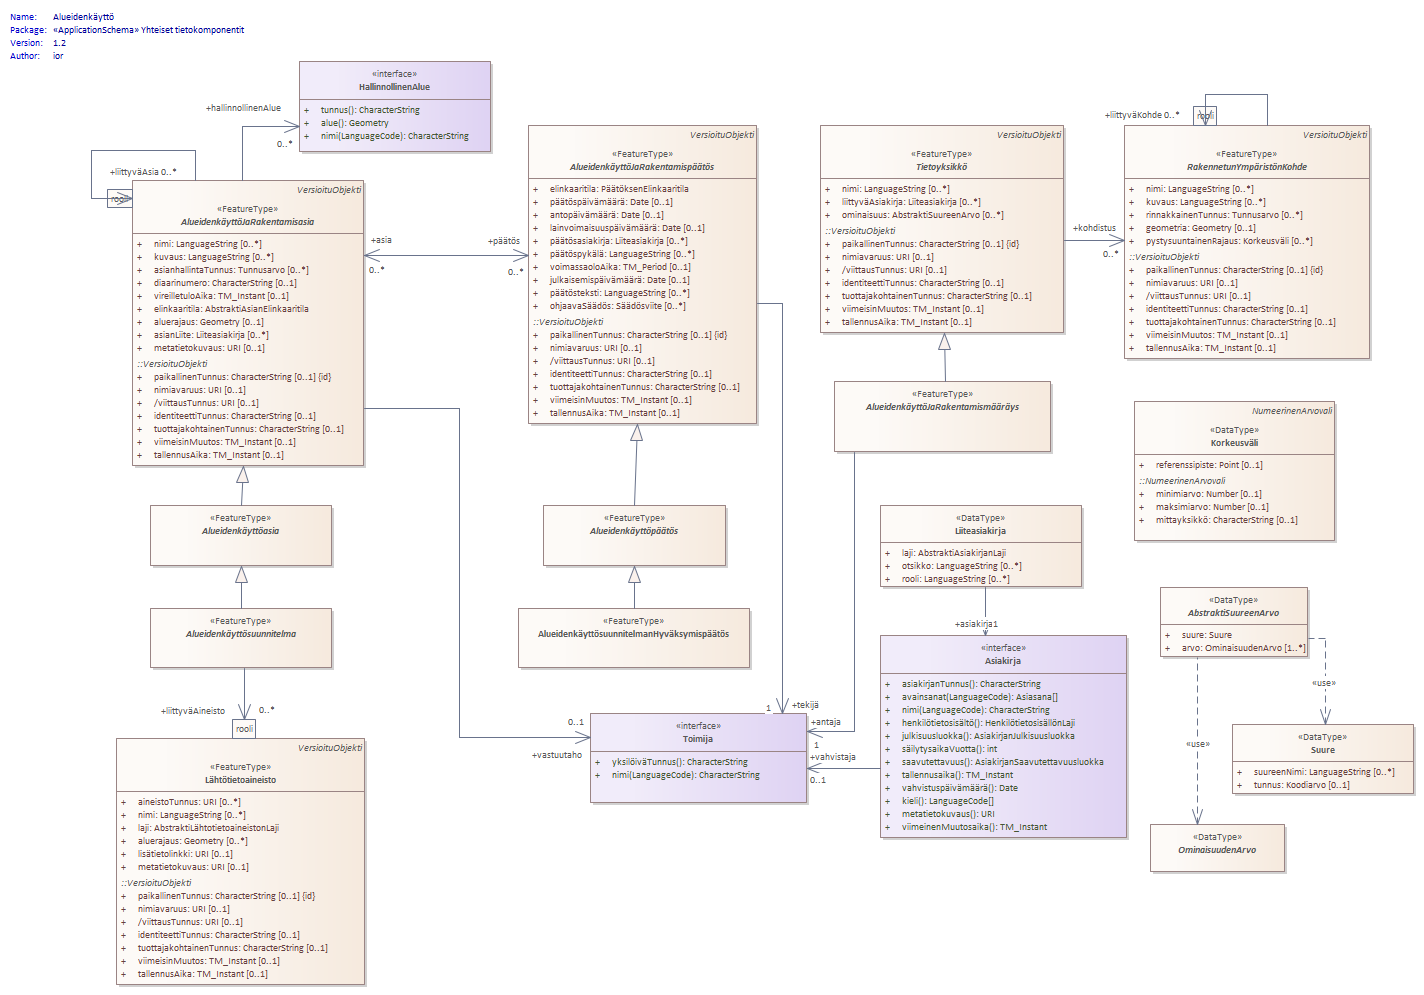 Name: Alueidenkäyttö
Package: «ApplicationSchema» Yhteiset tietokomponentit
Version: 1.2
Author: ior
«interface»
HallinnollinenAlue
+ tunnus(): CharacterString
+ alue(): Geometry
+ nimi(LanguageCode): CharacterString
+hallinnollinenAlue
0..*
+liittyväAsia 0..*
rooli
VersioituObjekti
«FeatureType»
AlueidenkäyttöJaRakentamisasia
+ nimi: LanguageString [0..*]
+ kuvaus: LanguageString [0..*]
+ asianhallintaTunnus: Tunnusarvo [0..*]
+ diaarinumero: CharacterString [0..1]
+ vireilletuloAika: TM_Instant [0..1]
+ elinkaaritila: AbstraktiAsianElinkaaritila
+ aluerajaus: Geometry [0..1]
+ asianLiite: Liiteasiakirja [0..*]
+ metatietokuvaus: URI [0..1]
::VersioituObjekti
+ paikallinenTunnus: CharacterString [0..1] {id}
+ nimiavaruus: URI [0..1]
+ /viittausTunnus: URI [0..1]
+ identiteettiTunnus: CharacterString [0..1]
+ tuottajakohtainenTunnus: CharacterString [0..1]
+ viimeisinMuutos: TM_Instant [0..1]
+ tallennusAika: TM_Instant [0..1]
+asia
0..*
+päätös
0..*
VersioituObjekti
«FeatureType»
AlueidenkäyttöJaRakentamispäätös
+ elinkaaritila: PäätöksenElinkaaritila
+ päätöspäivämäärä: Date [0..1]
+ antopäivämäärä: Date [0..1]
+ lainvoimaisuuspäivämäärä: Date [0..1]
+ päätösasiakirja: Liiteasiakirja [0..*]
+ päätöspykälä: LanguageString [0..*]
+ voimassaoloAika: TM_Period [0..1]
+ julkaisemispäivämäärä: Date [0..1]
+ päätösteksti: LanguageString [0..*]
+ ohjaavaSäädös: Säädösviite [0..*]
::VersioituObjekti
+ paikallinenTunnus: CharacterString [0..1] {id}
+ nimiavaruus: URI [0..1]
+ /viittausTunnus: URI [0..1]
+ identiteettiTunnus: CharacterString [0..1]
+ tuottajakohtainenTunnus: CharacterString [0..1]
+ viimeisinMuutos: TM_Instant [0..1]
+ tallennusAika: TM_Instant [0..1]
VersioituObjekti
«FeatureType»
Tietoyksikkö
+ nimi: LanguageString [0..*]
+ liittyväAsiakirja: Liiteasiakirja [0..*]
+ ominaisuus: AbstraktiSuureenArvo [0..*]
::VersioituObjekti
+ paikallinenTunnus: CharacterString [0..1] {id}
+ nimiavaruus: URI [0..1]
+ /viittausTunnus: URI [0..1]
+ identiteettiTunnus: CharacterString [0..1]
+ tuottajakohtainenTunnus: CharacterString [0..1]
+ viimeisinMuutos: TM_Instant [0..1]
+ tallennusAika: TM_Instant [0..1]
+kohdistus
0..*
+liittyväKohde 0..*
rooli
VersioituObjekti
«FeatureType»
RakennetunYmpäristönKohde
+ nimi: LanguageString [0..*]
+ kuvaus: LanguageString [0..*]
+ rinnakkainenTunnus: Tunnusarvo [0..*]
+ geometria: Geometry [0..1]
+ pystysuuntainenRajaus: Korkeusväli [0..*]
::VersioituObjekti
+ paikallinenTunnus: CharacterString [0..1] {id}
+ nimiavaruus: URI [0..1]
+ /viittausTunnus: URI [0..1]
+ identiteettiTunnus: CharacterString [0..1]
+ tuottajakohtainenTunnus: CharacterString [0..1]
+ viimeisinMuutos: TM_Instant [0..1]
+ tallennusAika: TM_Instant [0..1]
«FeatureType»
AlueidenkäyttöJaRakentamismääräys
NumeerinenArvovali
«DataType»
Korkeusväli
+ referenssipiste: Point [0..1]
::NumeerinenArvovali
+ minimiarvo: Number [0..1]
+ maksimiarvo: Number [0..1]
+ mittayksikkö: CharacterString [0..1]
«FeatureType»
Alueidenkäyttöasia
«FeatureType»
Alueidenkäyttöpäätös
«DataType»
Liiteasiakirja
+ laji: AbstraktiAsiakirjanLaji
+ otsikko: LanguageString [0..*]
+ rooli: LanguageString [0..*]
+asiakirja1
«FeatureType»
Alueidenkäyttösuunnitelma
«FeatureType»
AlueidenkäyttösuunnitelmanHyväksymispäätös
«DataType»
AbstraktiSuureenArvo
+ suure: Suure
+ arvo: OminaisuudenArvo [1..*]
«use»
«use»
«interface»
Asiakirja
+ asiakirjanTunnus(): CharacterString
+ avainsanat(LanguageCode): Asiasana[]
+ nimi(LanguageCode): CharacterString
+ henkilötietosisältö(): HenkilötietosisällönLaji
+ julkisuusluokka(): AsiakirjanJulkisuusluokka
+ säilytysaikaVuotta(): int
+ saavutettavuus(): AsiakirjanSaavutettavuusluokka
+ tallennusaika(): TM_Instant
+ vahvistuspäivämäärä(): Date
+ kieli(): LanguageCode[]
+ metatietokuvaus(): URI
+ viimeinenMuutosaika(): TM_Instant
+liittyväAineisto
0..*
rooli
0..1
+vastuutaho
1
+tekijä
+antaja
1
+vahvistaja
0..1
«interface»
Toimija
+ yksilöiväTunnus(): CharacterString
+ nimi(LanguageCode): CharacterString
«DataType»
Suure
+ suureenNimi: LanguageString [0..*]
+ tunnus: Koodiarvo [0..1]
«DataType»
OminaisuudenArvo
VersioituObjekti
«FeatureType»
Lähtötietoaineisto
+ aineistoTunnus: URI [0..*]
+ nimi: LanguageString [0..*]
+ laji: AbstraktiLähtötietoaineistonLaji
+ aluerajaus: Geometry [0..*]
+ lisätietolinkki: URI [0..1]
+ metatietokuvaus: URI [0..1]
::VersioituObjekti
+ paikallinenTunnus: CharacterString [0..1] {id}
+ nimiavaruus: URI [0..1]
+ /viittausTunnus: URI [0..1]
+ identiteettiTunnus: CharacterString [0..1]
+ tuottajakohtainenTunnus: CharacterString [0..1]
+ viimeisinMuutos: TM_Instant [0..1]
+ tallennusAika: TM_Instant [0..1]